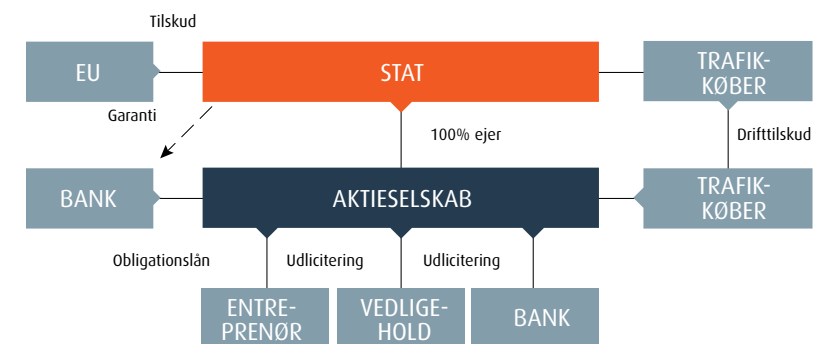 Tilskud
EU
STAT
TRAFIK-
KØBER
Garanti
100% ejer
Drifttilskud
BANK
AKTIESELSKAB
TRAFIK-
KØBER
Obligationslån
Udlicitering
Udlicitering
ENTRE-
PRENØR
VEDLIGE-
HOLD
BANK